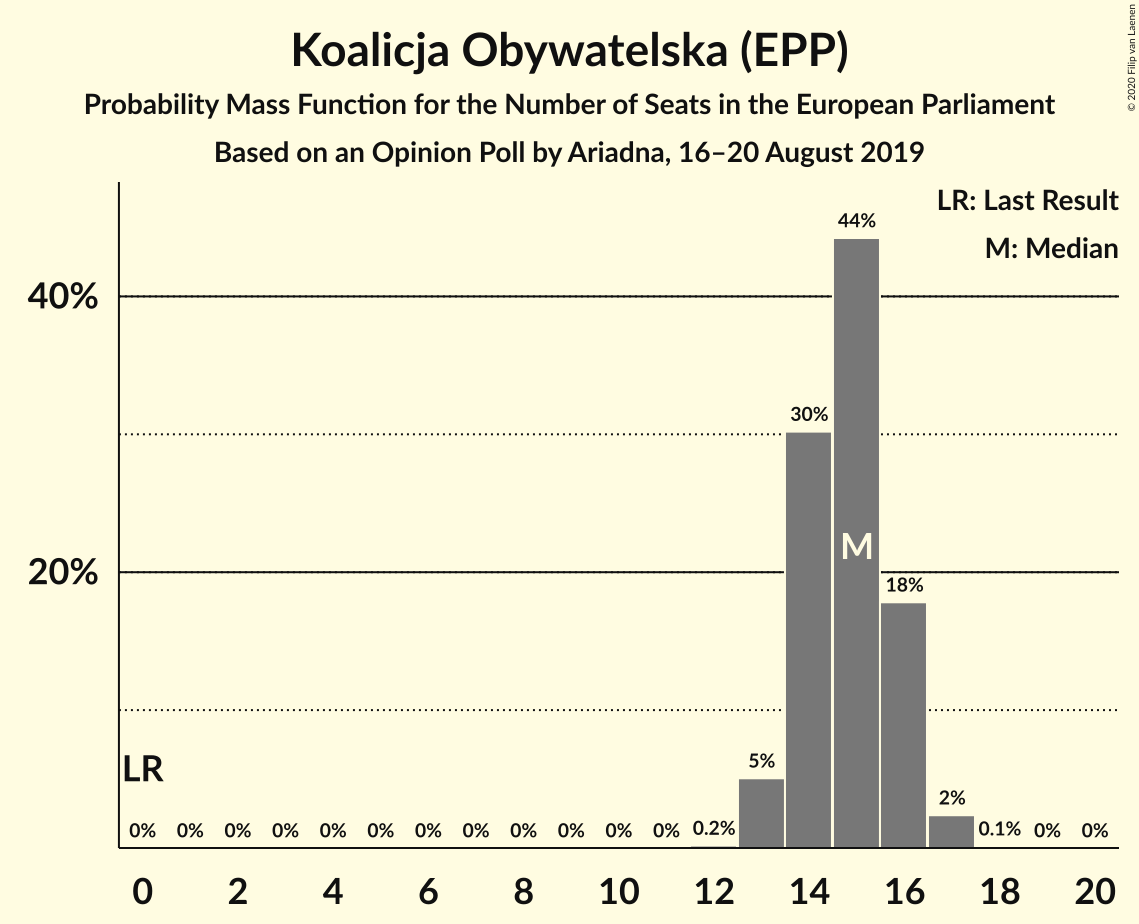 Koalicja Obywatelska (EPP)
Probability Mass Function for the Number of Seats in the European Parliament
Based on an Opinion Poll by Ariadna, 16–20 August 2019
© 2020 Filip van Laenen
LR: Last Result
M: Median
44%
40%
30%
M
20%
18%
LR
5%
2%
0% 0% 0% 0% 0% 0% 0% 0% 0% 0% 0% 0% 0.2% 0.1% 0% 0%
0 2 4 6 8 10 12 14 16 18 20